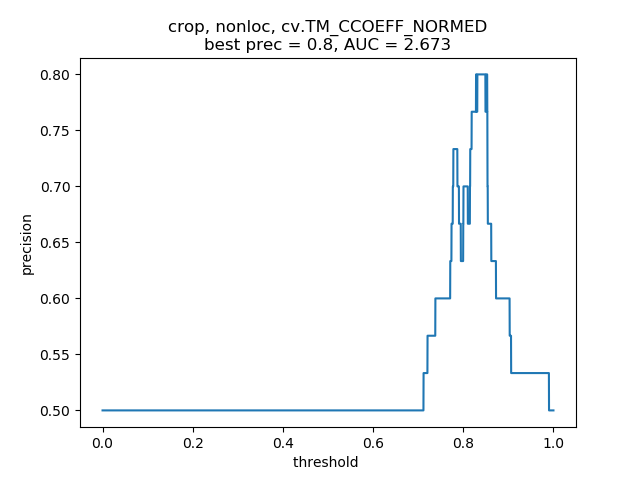 crop, nonloc, cv.TM_CCOEFF_NORMED
best prec = 0.8, AUC = 2.673
0.80
0.75
0.70
0.65
0.60
0.55
0.50
precision
0.0 0.2 0.4 0.6 0.8 1.0
threshold